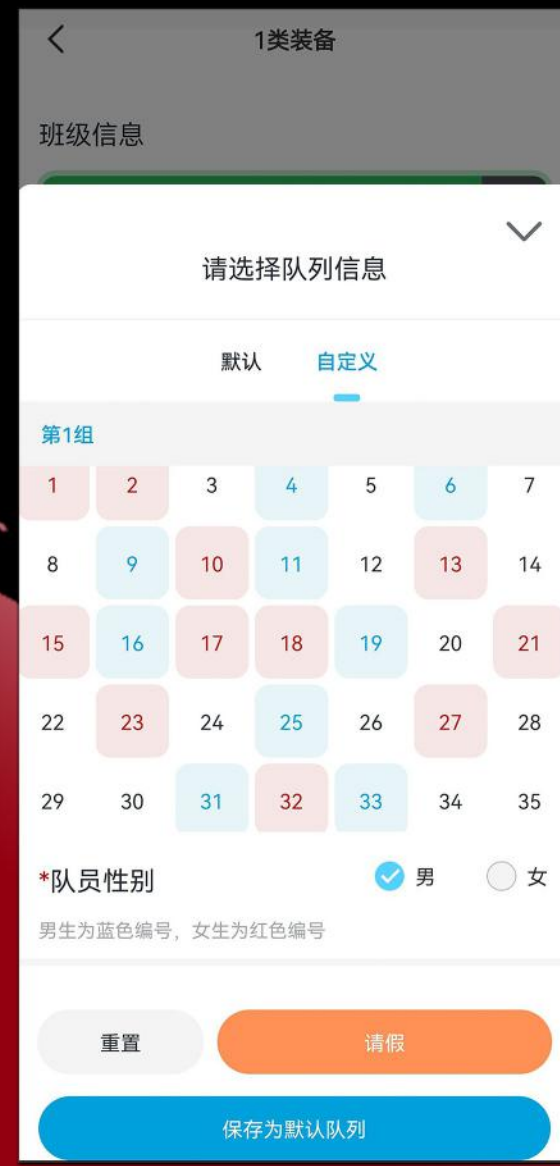 1类装备
班级信息
请选择队列信息
默认 自定义
第1组
1 2 3 4 5 6 7
8 9 10 11 12 13 14
15 16 17 18 19 20 21
22 23 24 25 26 27 28
29 30 31 32 33 34 35
*队员性别 男 女
男生为蓝色编号，女生为红色编号
重置 请假
保存为默认队列